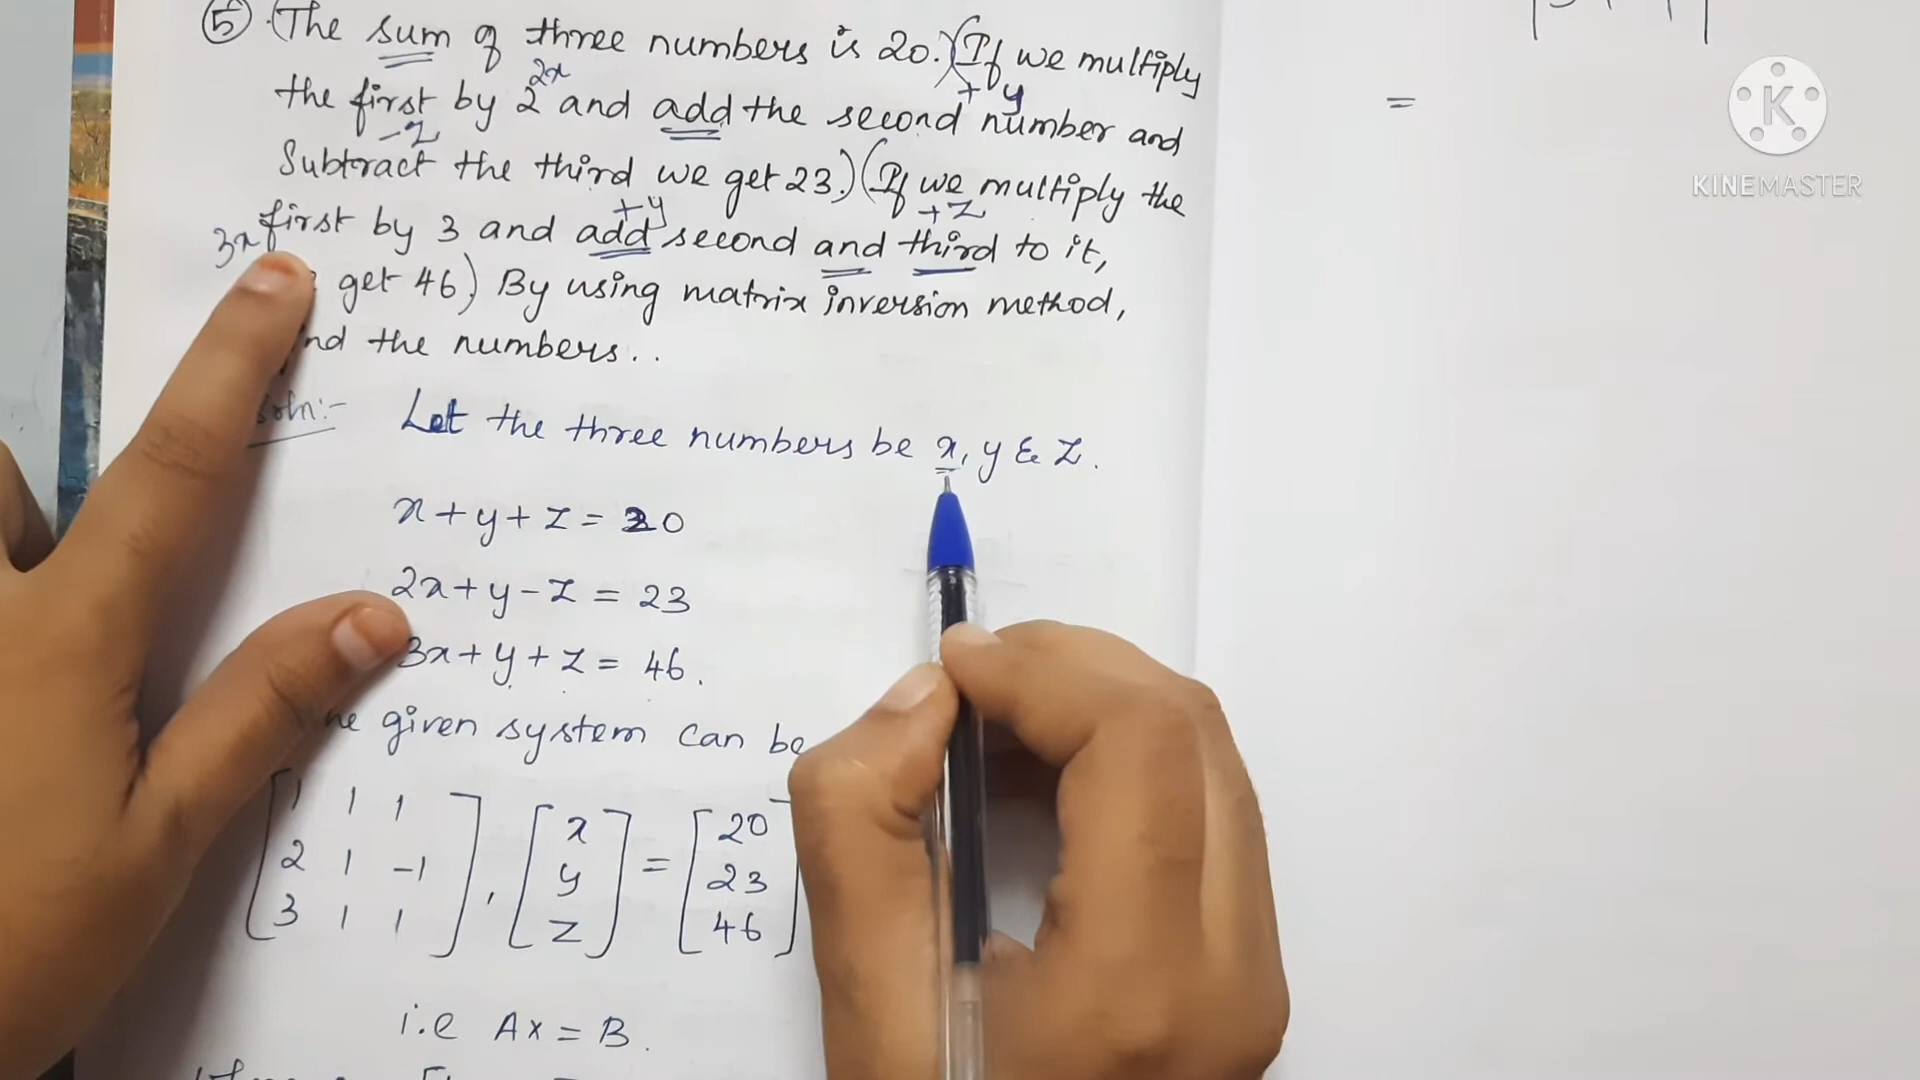 ⑤ (The sum of three numbers is 20.) (If we multiply
2x + y
the first by 2 and add the second number and
-z
Subtract the third we get 23.) (If we multiply the
+y +z
3x first by 3 and add second and third to it,
get 46.) By using matrix inversion method,
the numbers..
Soln:- Let the three numbers be x, y & z.
x + y + z = 20
2x + y - z = 23
3x + y + z = 46.
given system can be
1 1 1 x 20
2 1 -1 , y = 23
3 1 1 z 46
i.e AX = B.
=
K
KINEMASTER